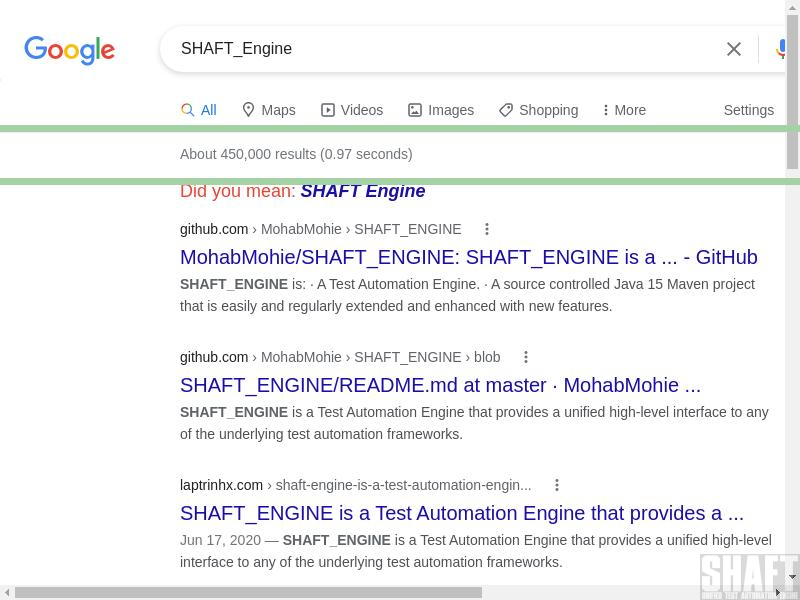 Google
SHAFT_Engine
All Maps Videos Images Shopping More Settings
About 450,000 results (0.97 seconds)
Did you mean: SHAFT Engine
github.com › MohabMohie › SHAFT_ENGINE
MohabMohie/SHAFT_ENGINE: SHAFT_ENGINE is a ... - GitHub
SHAFT_ENGINE is: · A Test Automation Engine. · A source controlled Java 15 Maven project
that is easily and regularly extended and enhanced with new features.
github.com › MohabMohie › SHAFT_ENGINE › blob
SHAFT_ENGINE/README.md at master · MohabMohie ...
SHAFT_ENGINE is a Test Automation Engine that provides a unified high-level interface to any
of the underlying test automation frameworks.
laptrinhx.com › shaft-engine-is-a-test-automation-engin...
SHAFT_ENGINE is a Test Automation Engine that provides a ...
Jun 17, 2020 — SHAFT_ENGINE is a Test Automation Engine that provides a unified high-level
interface to any of the underlying test automation frameworks.
SHAFT
UNIFIED TEST AUTOMATION ENGINE